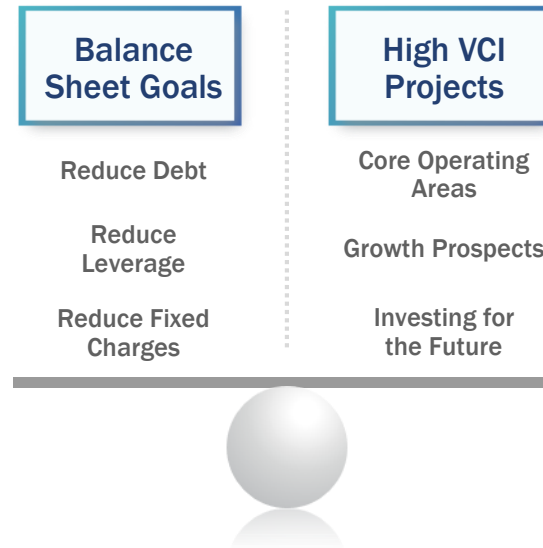 Balance
Sheet Goals
Reduce Debt
Reduce
Leverage
Reduce Fixed
Charges
High VCI
Projects
Core Operating
Areas
Growth Prospects
Investing for
the Future